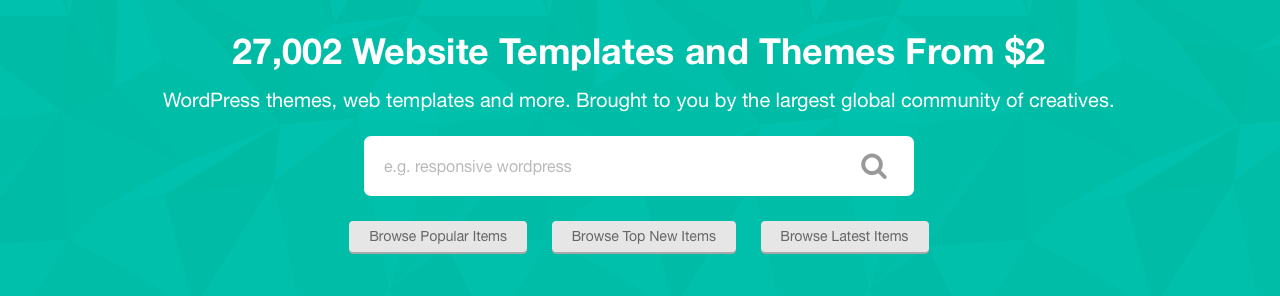 27,002 Website Templates and Themes From $2
WordPress themes, web templates and more. Brought to you by the largest global community of creatives.
e.g. responsive wordpress
Browse Popular Items
Browse Top New Items
Browse Latest Items